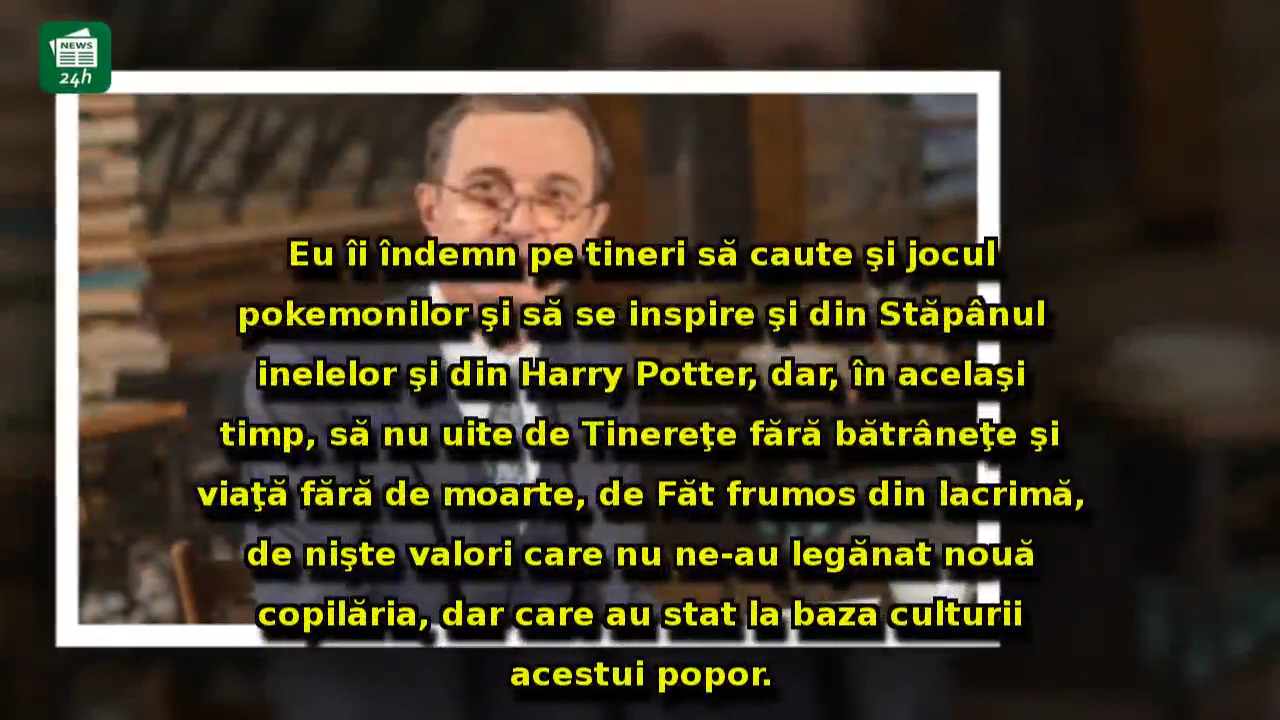 NEWS
24h
Eu îi îndemn pe tineri să caute şi jocul
pokemonilor şi să se inspire şi din Stăpânul
inelelor şi din Harry Potter, dar, în acelaşi
timp, să nu uite de Tinereţe fără bătrâneţe şi
viaţă fără de moarte, de Făt frumos din lacrimă,
de nişte valori care nu ne-au legănat nouă
copilăria, dar care au stat la baza culturii
acestui popor.